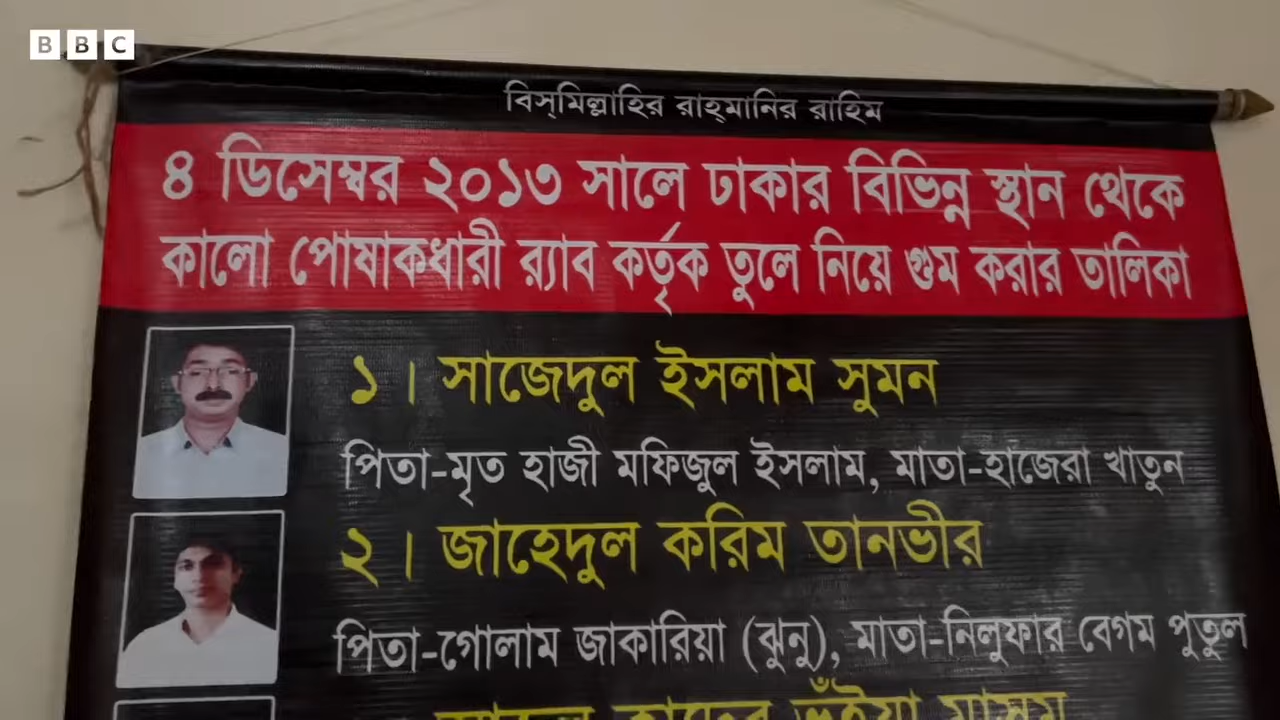 BBC
বিস্‌মিল্লাহির রাহ্‌মানির রাহিম
৪ ডিসেম্বর ২০১৩ সালে ঢাকার বিভিন্ন স্থান থেকে
কালো পোষাকধারী র‍্যাব কর্তৃক তুলে নিয়ে গুম করার তালিকা
১। সাজেদুল ইসলাম সুমন
পিতা-মৃত হাজী মফিজুল ইসলাম, মাতা-হাজেরা খাতুন
২। জাহেদুল করিম তানভীর
পিতা-গোলাম জাকারিয়া (ঝুনু), মাতা-নিলুফার বেগম পুতুল